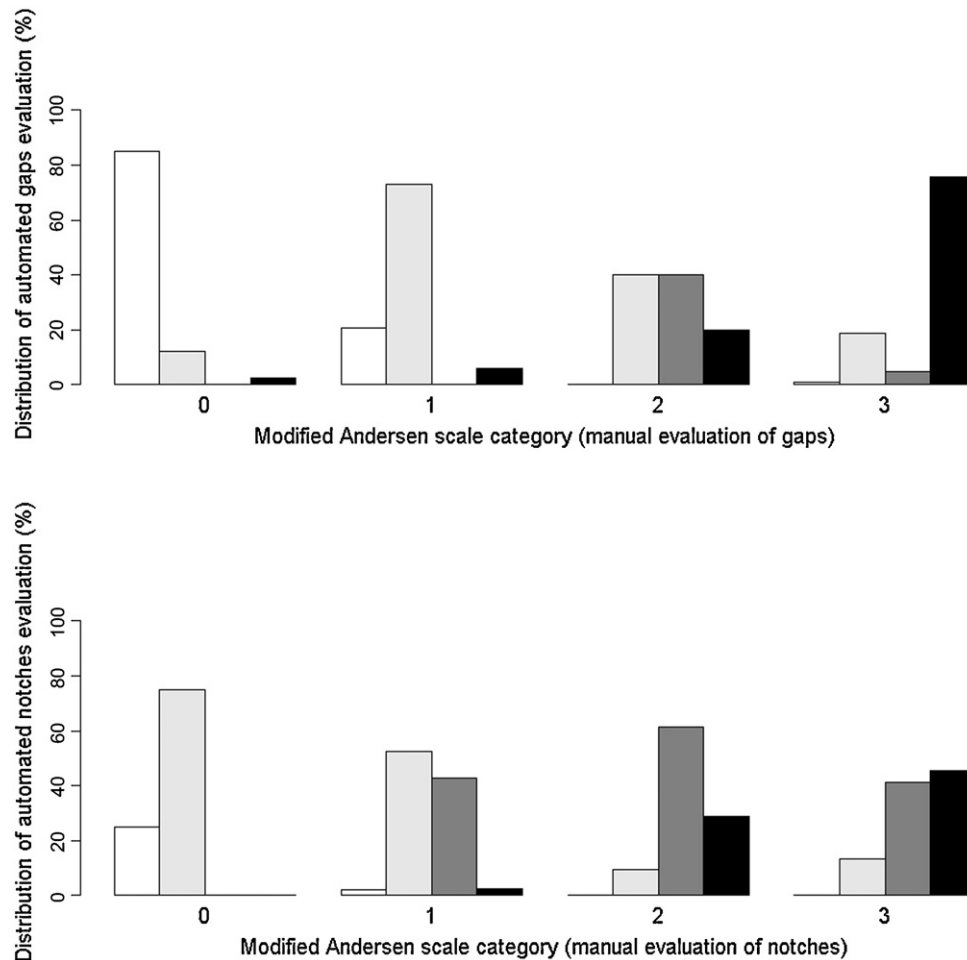 Distribution of automated gaps evaluation (%)
100
80
60
40
20
0
0 1 2 3
Modified Andersen scale category (manual evaluation of gaps)
Distribution of automated notches evaluation (%)
100
80
60
40
20
0
0 1 2 3
Modified Andersen scale category (manual evaluation of notches)